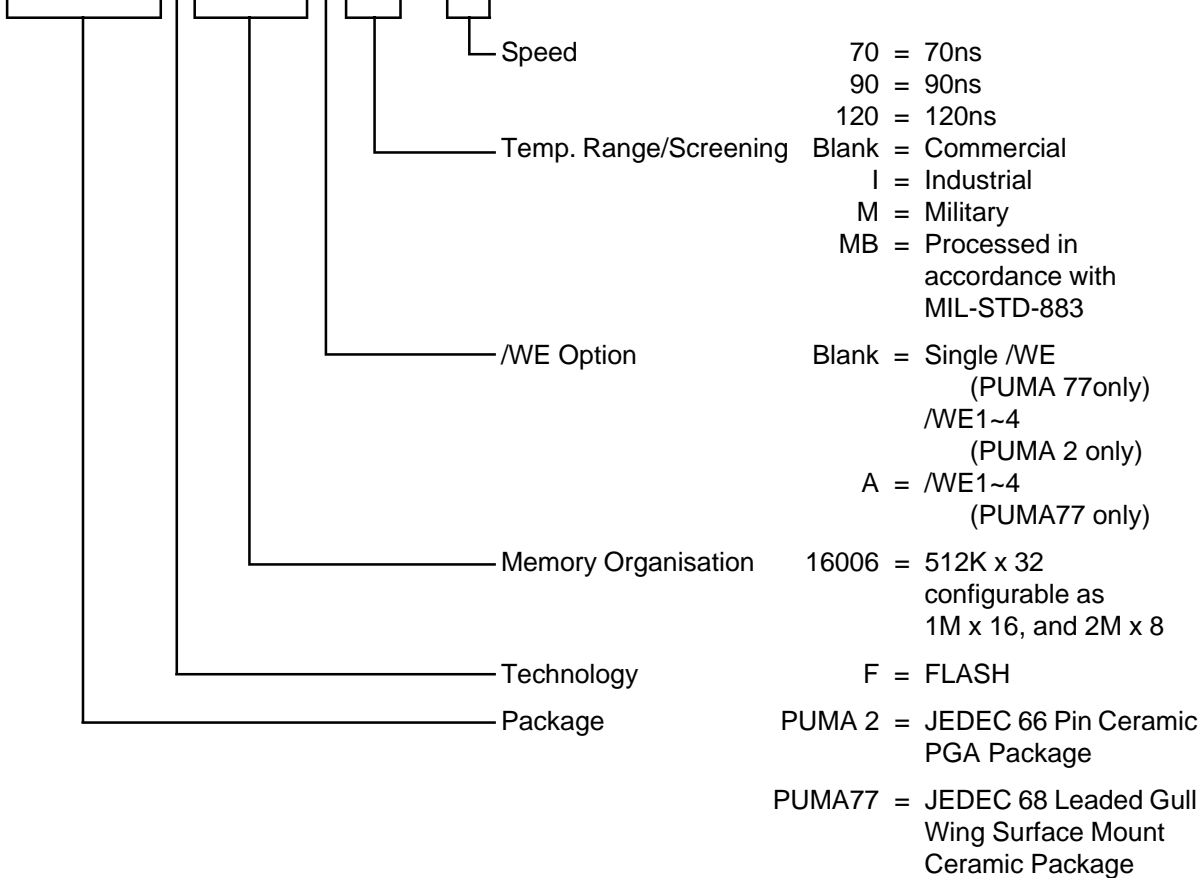 Speed 70 = 70ns
90 = 90ns
120 = 120ns
Temp. Range/Screening Blank = Commercial
I = Industrial
M = Military
MB = Processed in
accordance with
MIL-STD-883
/WE Option Blank = Single /WE
(PUMA 77only)
/WE1~4
(PUMA 2 only)
A = /WE1~4
(PUMA77 only)
Memory Organisation 16006 = 512K x 32
configurable as
1M x 16, and 2M x 8
Technology F = FLASH
Package PUMA 2 = JEDEC 66 Pin Ceramic
PGA Package
PUMA77 = JEDEC 68 Leaded Gull
Wing Surface Mount
Ceramic Package